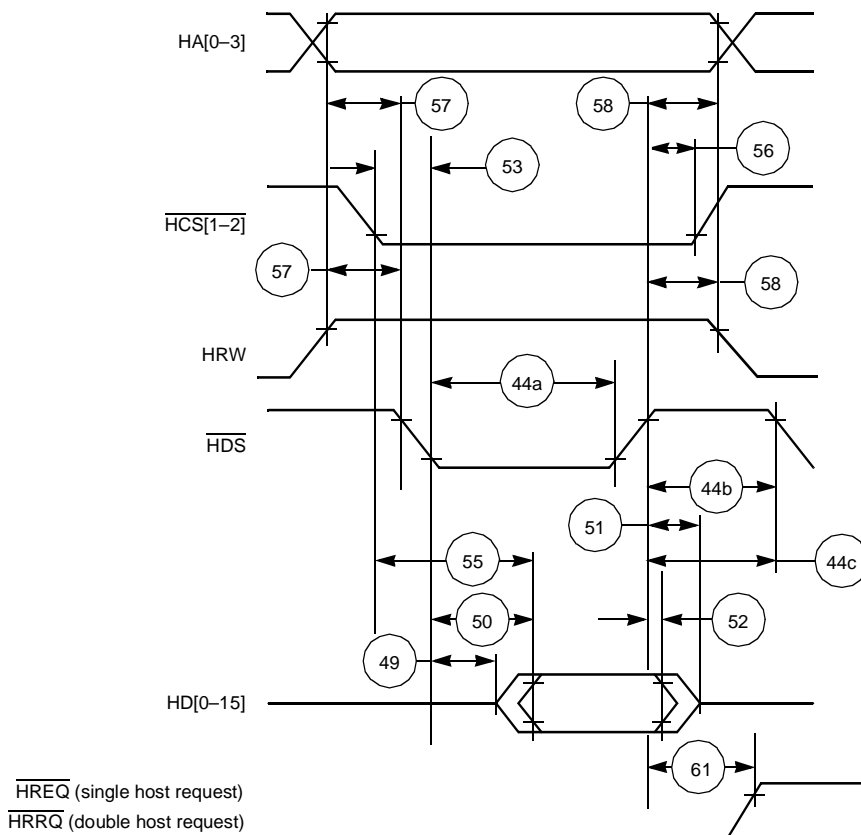 HA[0–3]
57
58
53
56
HCS[1–2]
57
58
HRW
44a
HDS
44b
51
55
44c
50
52
49
HD[0–15]
61
HREQ (single host request)
HRRQ (double host request)